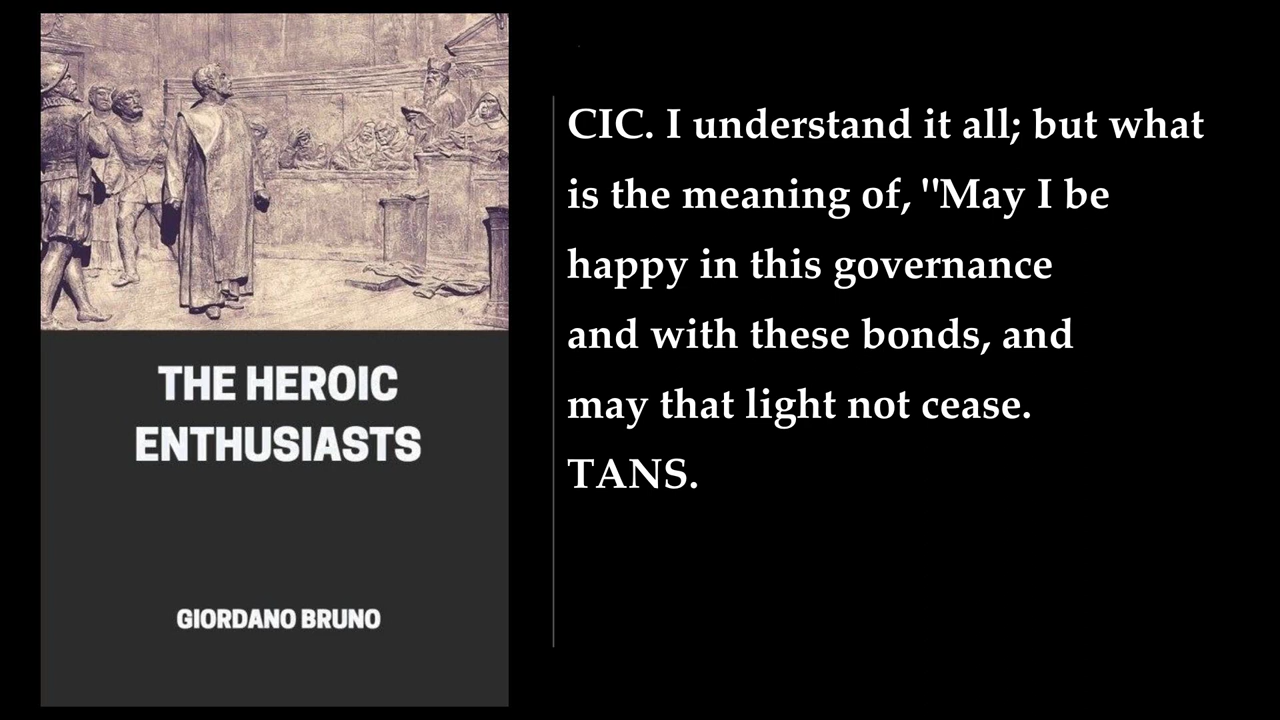 THE HEROIC
ENTHUSIASTS
GIORDANO BRUNO
CIC. I understand it all; but what
is the meaning of, "May I be
happy in this governance
and with these bonds, and
may that light not cease.
TANS.